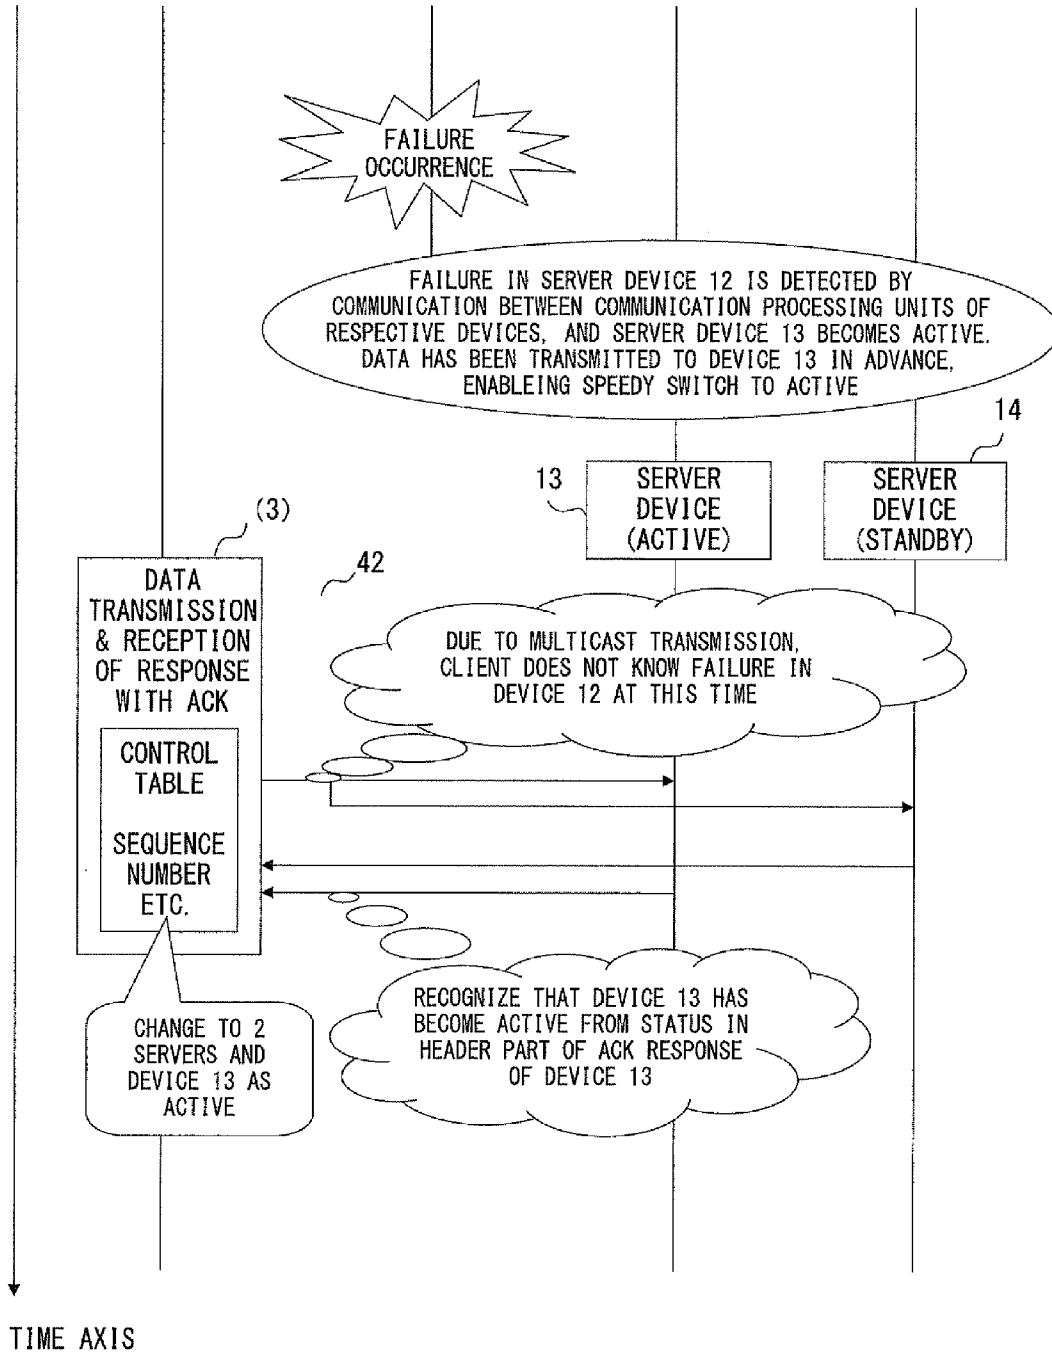 FAILURE
OCCURRENCE
FAILURE IN SERVER DEVICE 12 IS DETECTED BY
COMMUNICATION BETWEEN COMMUNICATION PROCESSING UNITS OF
RESPECTIVE DEVICES, AND SERVER DEVICE 13 BECOMES ACTIVE.
DATA HAS BEEN TRANSMITTED TO DEVICE 13 IN ADVANCE,
ENABLEING SPEEDY SWITCH TO ACTIVE
14
13
SERVER
DEVICE
(ACTIVE)
SERVER
DEVICE
(STANDBY)
(3)
42
DATA
TRANSMISSION
& RECEPTION
OF RESPONSE
WITH ACK
DUE TO MULTICAST TRANSMISSION,
CLIENT DOES NOT KNOW FAILURE IN
DEVICE 12 AT THIS TIME
CONTROL
TABLE
SEQUENCE
NUMBER
ETC.
RECOGNIZE THAT DEVICE 13 HAS
BECOME ACTIVE FROM STATUS IN
HEADER PART OF ACK RESPONSE
OF DEVICE 13
CHANGE TO 2
SERVERS AND
DEVICE 13 AS
ACTIVE
TIME AXIS